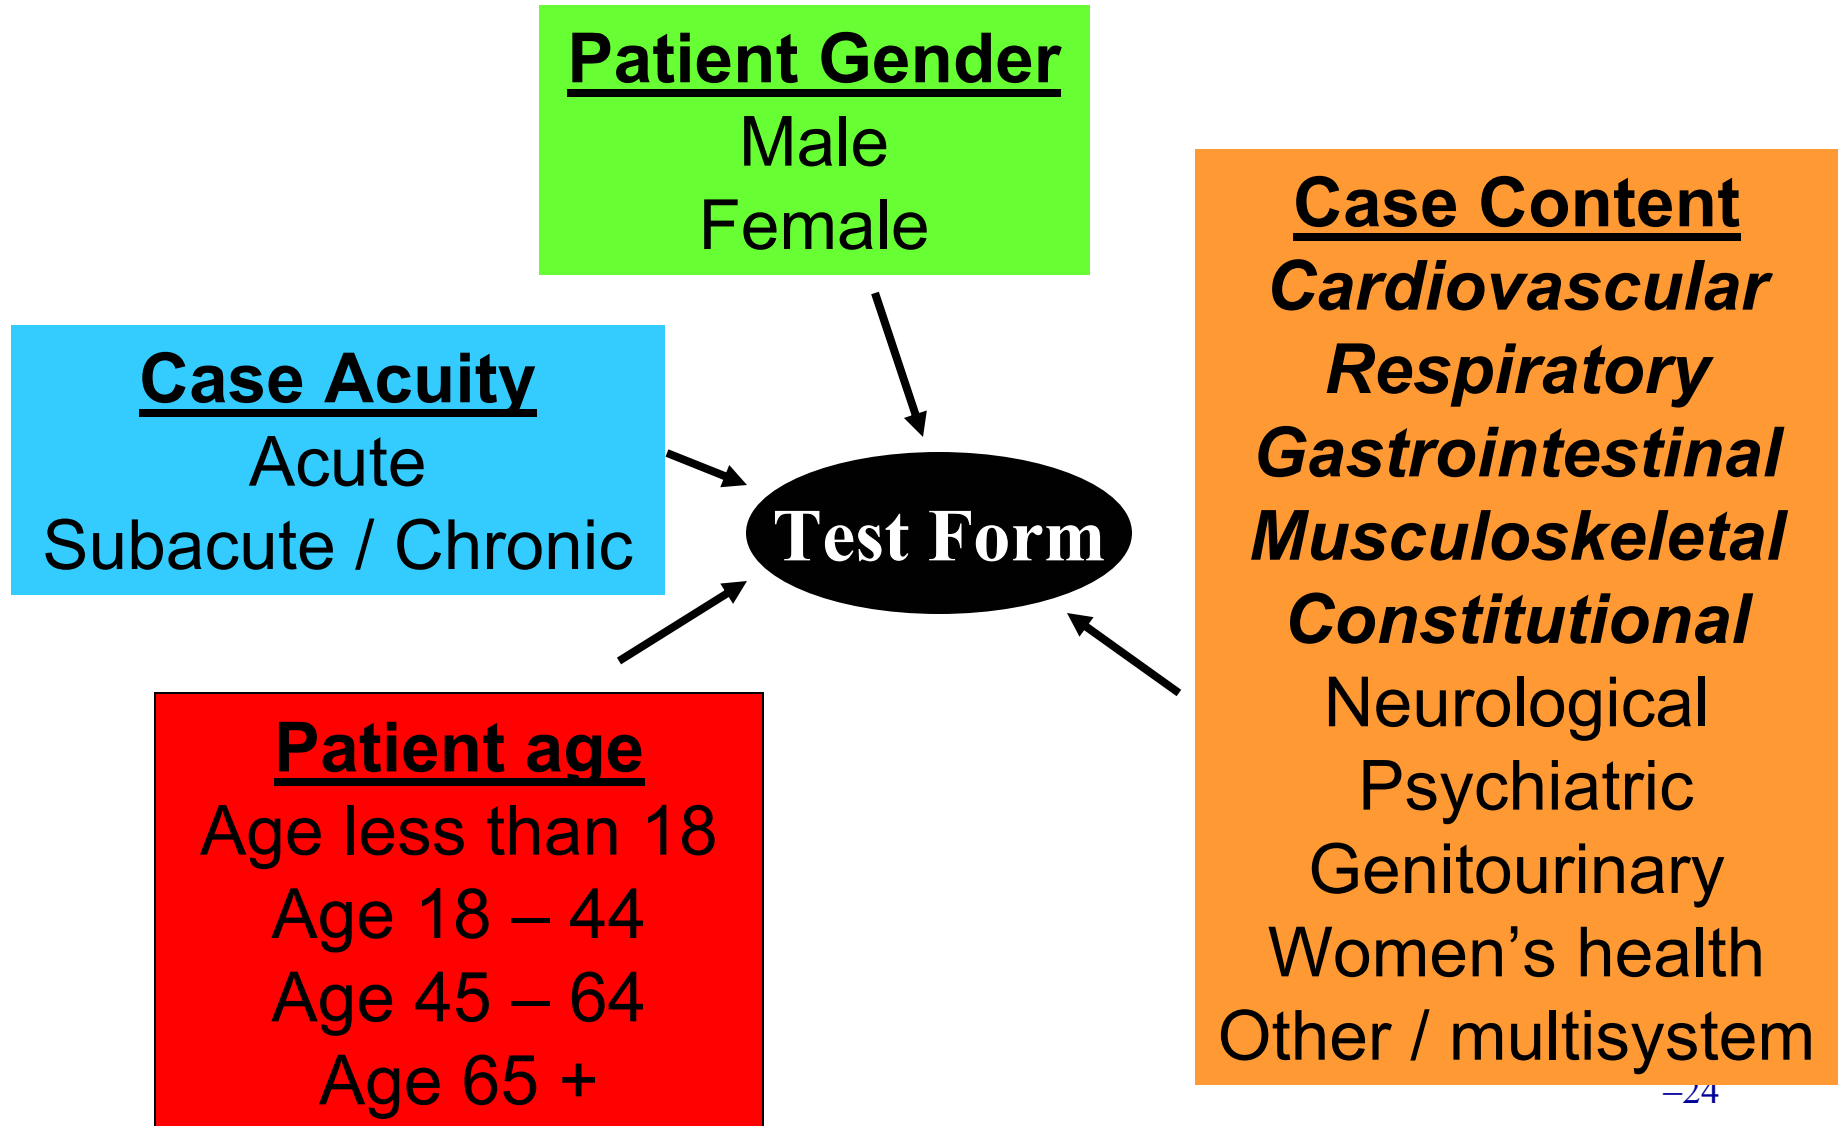 Patient Gender
Male
Female
Case Acuity
Acute
Subacute / Chronic
Test Form
Patient age
Age less than 18
Age 18 – 44
Age 45 – 64
Age 65 +
Case Content
Cardiovascular
Respiratory
Gastrointestinal
Musculoskeletal
Constitutional
Neurological
Psychiatric
Genitourinary
Women’s health
Other / multisystem
–24